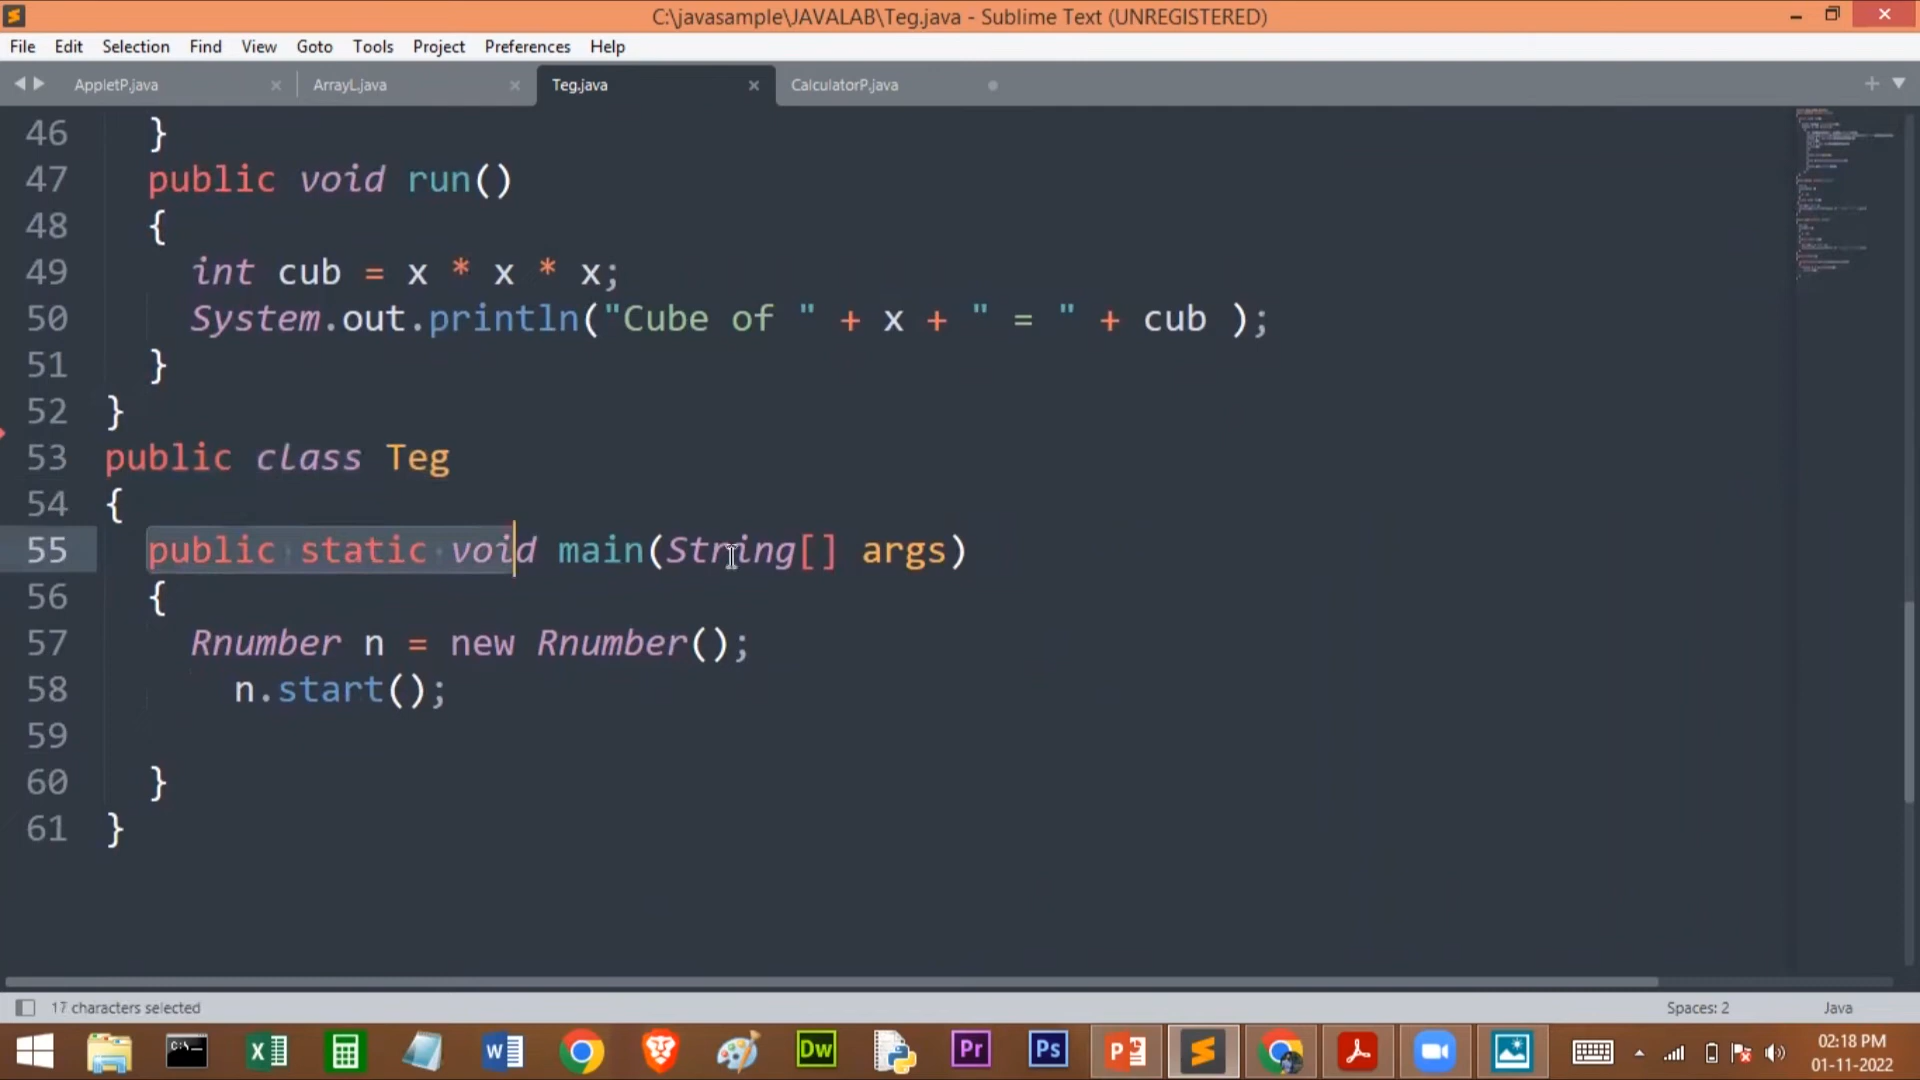 C:\javasample\JAVALAB\Teg.java - Sublime Text (UNREGISTERED)
File Edit Selection Find View Goto Tools Project Preferences Help
AppletP.java ArrayL.java Teg.java CalculatorP.java
46 }
47 public void run()
48 {
49 int cub = x * x * x;
50 System.out.println("Cube of " + x + " = " + cub );
51 }
52 }
53 public class Teg
54 {
55 public static void main(String[] args)
56 {
57 Rnumber n = new Rnumber();
58 n.start();
59
60 }
61 }
17 characters selected Spaces: 2 Java
C:\ X W Dw Pr Ps P S 02:18 PM
01-11-2022